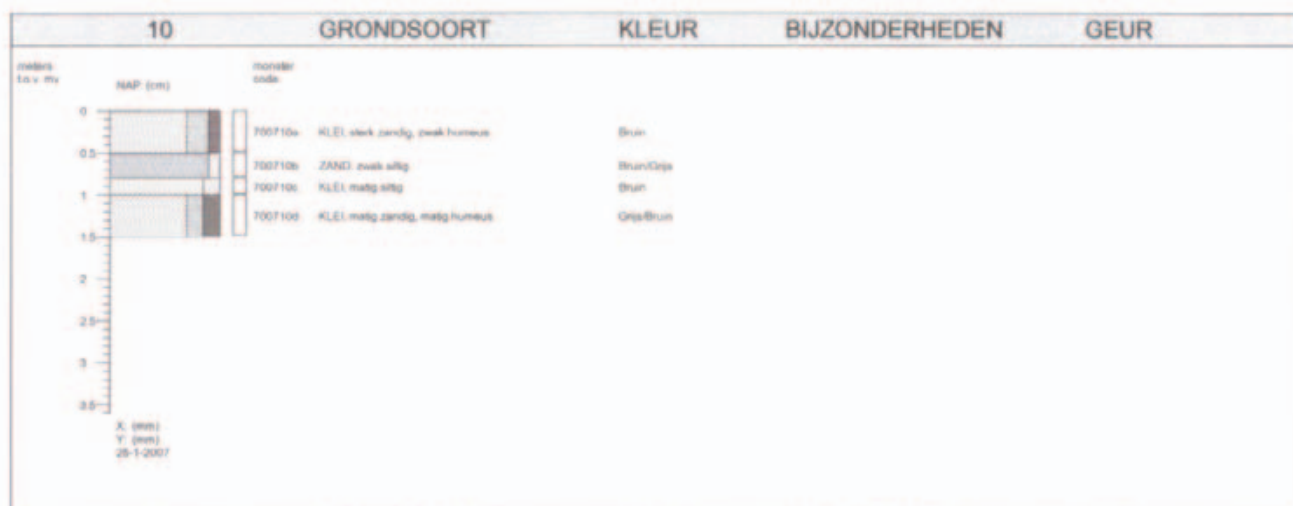 10 GRONDSOORT KLEUR BIJZONDERHEDEN GEUR
meters monster
t.o.v. mv NAP: (cm) code
0
700710a KLEI: sterk zandig, zwak humeus Bruin
0.5
700710b ZAND: zwak siltig Bruin/Grijs
700710c KLEI: matig siltig Bruin
1
700710d KLEI: matig zandig, matig humeus Grijs/Bruin
1.5
2
2.5
3
3.5
X: (mm)
Y: (mm)
-1-2007